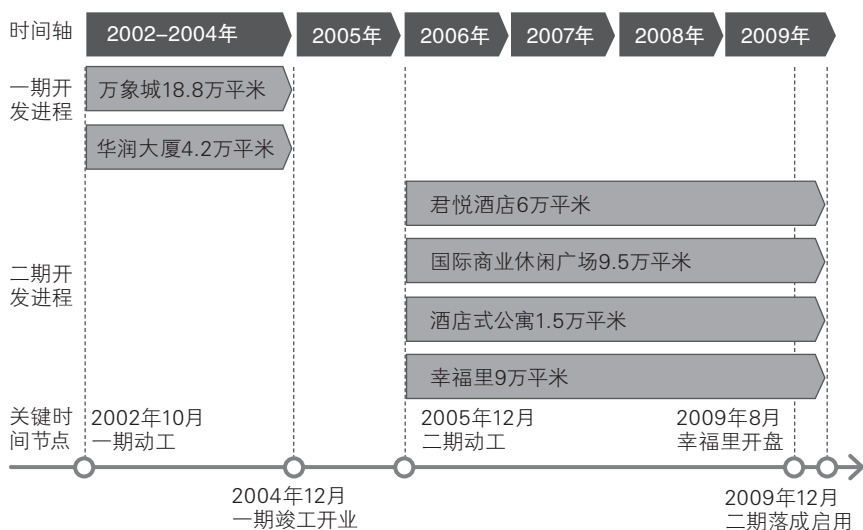 时间轴
2002–2004年
2005年
2006年
2007年
2008年
2009年
一期开
发进程
万象城18.8万平米
华润大厦4.2万平米
二期开
发进程
君悦酒店6万平米
国际商业休闲广场9.5万平米
酒店式公寓1.5万平米
幸福里9万平米
关键时
间节点
2002年10月
一期动工
2005年12月
二期动工
2009年8月
幸福里开盘
2004年12月
一期竣工开业
2009年12月
二期落成启用